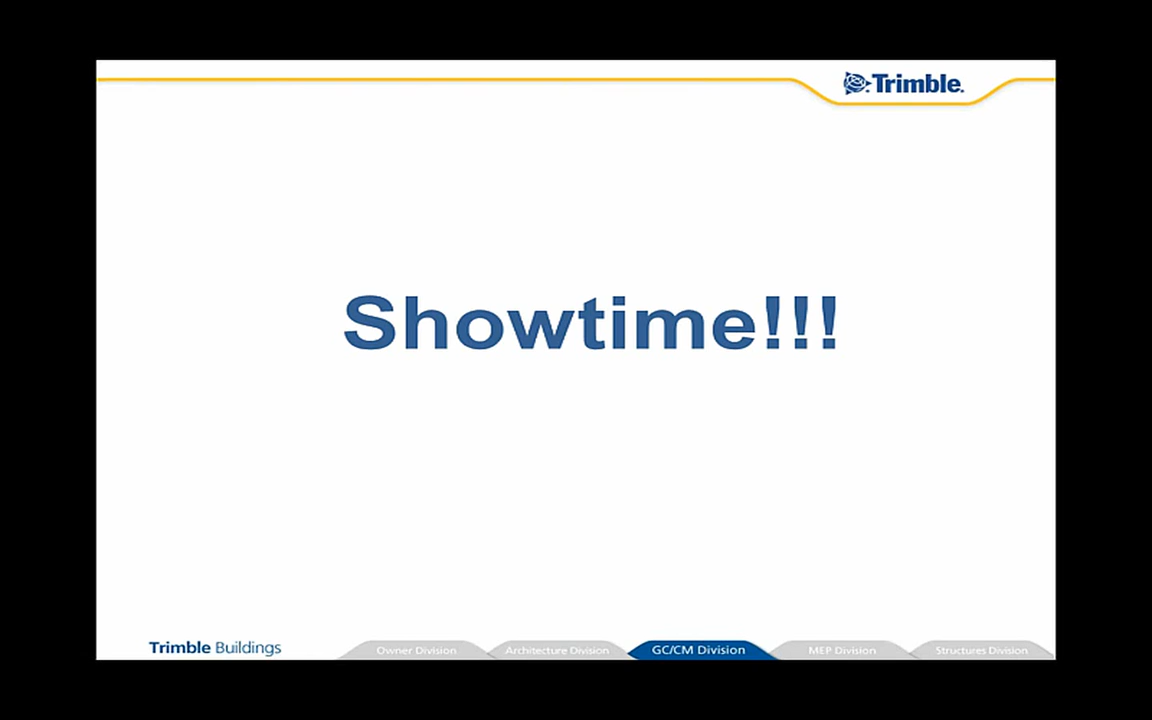 Trimble.
Showtime!!!
Trimble Buildings
Owner Division
Architecture Division
GC/CM Division
MEP Division
Structures Division